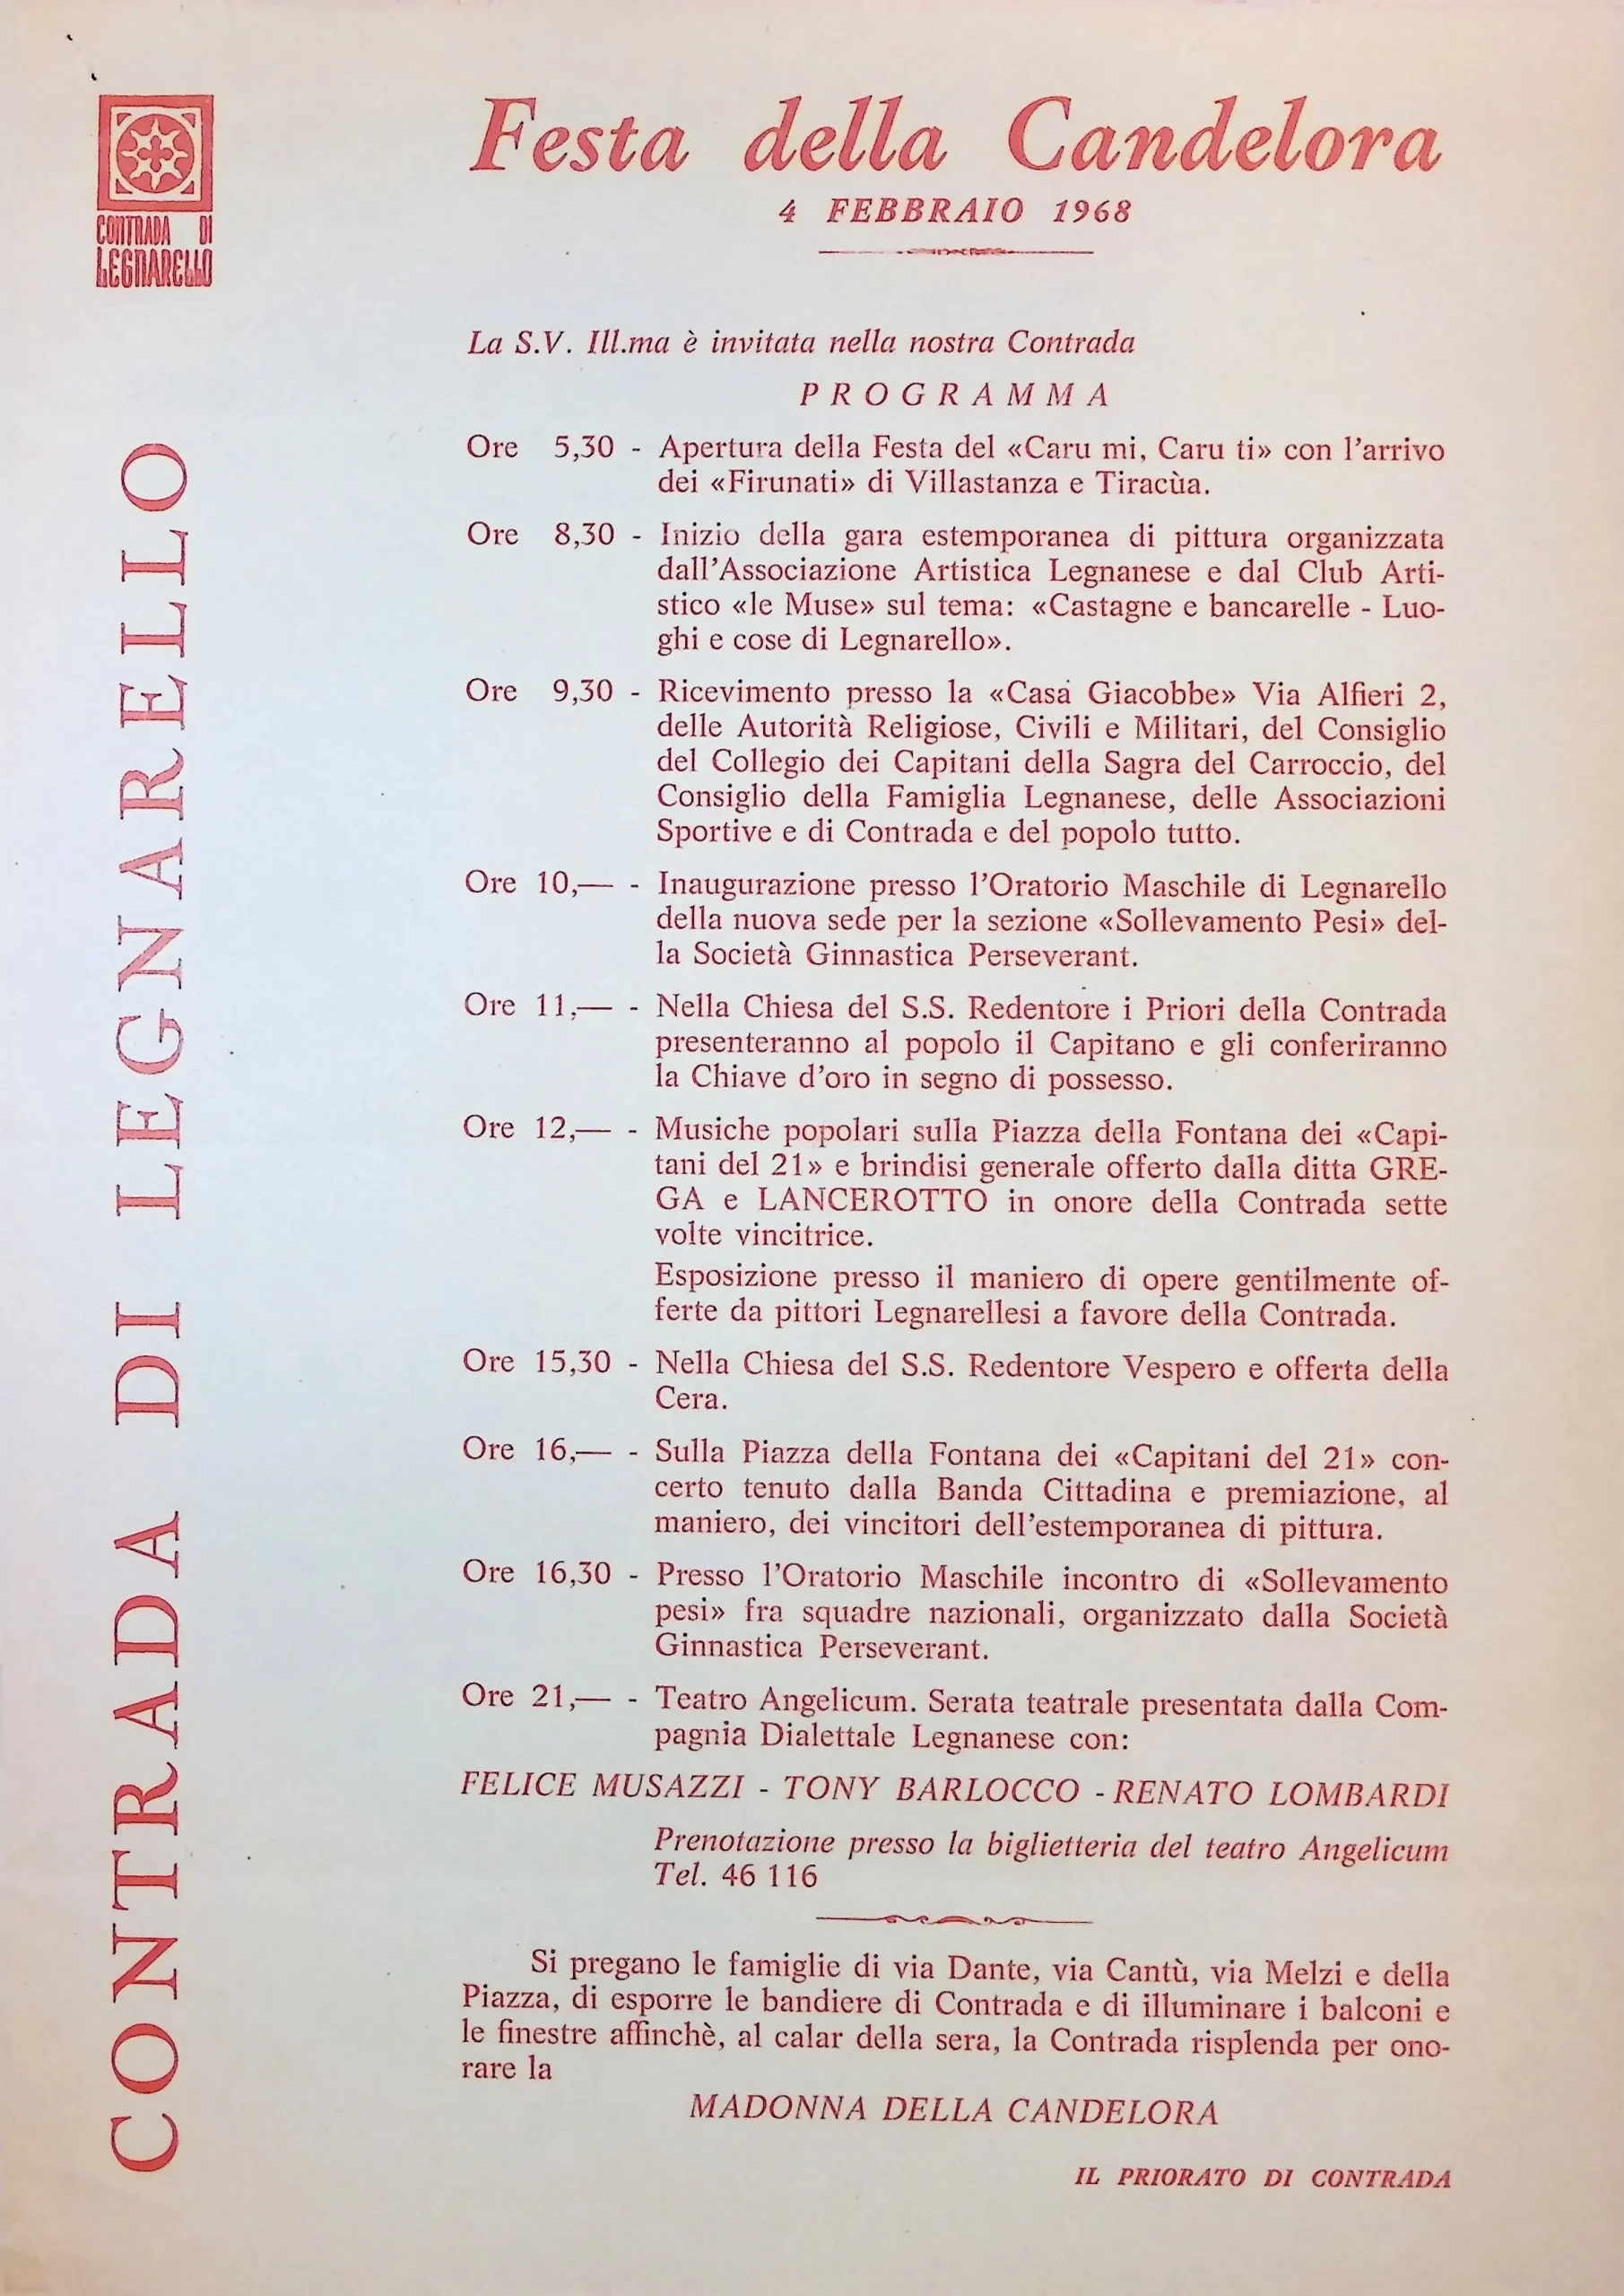 CONTRADA DI
LEGNARELLO
CONTRADA DI LEGNARELLO
Festa della Candelora
4 FEBBRAIO 1968
La S.V. Ill.ma è invitata nella nostra Contrada
PROGRAMMA
Ore 5,30 - Apertura della Festa del «Caru mi, Caru ti» con l'arrivo
dei «Firunati» di Villastanza e Tiracùa.
Ore 8,30 - Inizio della gara estemporanea di pittura organizzata
dall'Associazione Artistica Legnanese e dal Club Arti-
stico «le Muse» sul tema: «Castagne e bancarelle - Luo-
ghi e cose di Legnarello».
Ore 9,30 - Ricevimento presso la «Casa Giacobbe» Via Alfieri 2,
delle Autorità Religiose, Civili e Militari, del Consiglio
del Collegio dei Capitani della Sagra del Carroccio, del
Consiglio della Famiglia Legnanese, delle Associazioni
Sportive e di Contrada e del popolo tutto.
Ore 10,— - Inaugurazione presso l'Oratorio Maschile di Legnarello
della nuova sede per la sezione «Sollevamento Pesi» del-
la Società Ginnastica Perseverant.
Ore 11,— - Nella Chiesa del S.S. Redentore i Priori della Contrada
presenteranno al popolo il Capitano e gli conferiranno
la Chiave d'oro in segno di possesso.
Ore 12,— - Musiche popolari sulla Piazza della Fontana dei «Capi-
tani del 21» e brindisi generale offerto dalla ditta GRE-
GA e LANCEROTTO in onore della Contrada sette
volte vincitrice.
Esposizione presso il maniero di opere gentilmente of-
ferte da pittori Legnarellesi a favore della Contrada.
Ore 15,30 - Nella Chiesa del S.S. Redentore Vespero e offerta della
Cera.
Ore 16,— - Sulla Piazza della Fontana dei «Capitani del 21» con-
certo tenuto dalla Banda Cittadina e premiazione, al
maniero, dei vincitori dell'estemporanea di pittura.
Ore 16,30 - Presso l'Oratorio Maschile incontro di «Sollevamento
pesi» fra squadre nazionali, organizzato dalla Società
Ginnastica Perseverant.
Ore 21,— - Teatro Angelicum. Serata teatrale presentata dalla Com-
pagnia Dialettale Legnanese con:
FELICE MUSAZZI - TONY BARLOCCO - RENATO LOMBARDI
Prenotazione presso la biglietteria del teatro Angelicum
Tel. 46 116
Si pregano le famiglie di via Dante, via Cantù, via Melzi e della
Piazza, di esporre le bandiere di Contrada e di illuminare i balconi e
le finestre affinchè, al calar della sera, la Contrada risplenda per ono-
rare la
MADONNA DELLA CANDELORA
IL PRIORATO DI CONTRADA